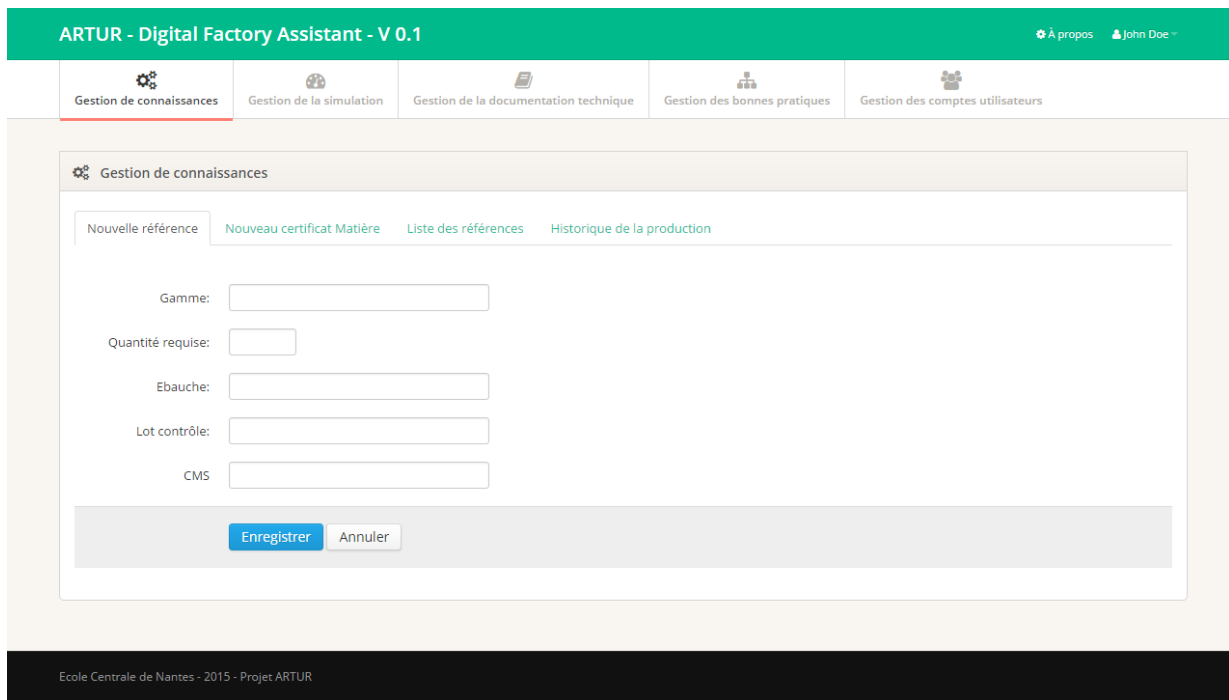 ARTUR - Digital Factory Assistant - V 0.1
À propos
John Doe
Gestion de connaissances
Gestion de la simulation
Gestion de la documentation technique
Gestion des bonnes pratiques
Gestion des comptes utilisateurs
Gestion de connaissances
Nouvelle référence
Nouveau certificat Matière
Liste des références
Historique de la production
Gamme:
Quantité requise:
Ebauche:
Lot contrôle:
CMS
Enregistrer
Annuler
Ecole Centrale de Nantes - 2015 - Projet ARTUR